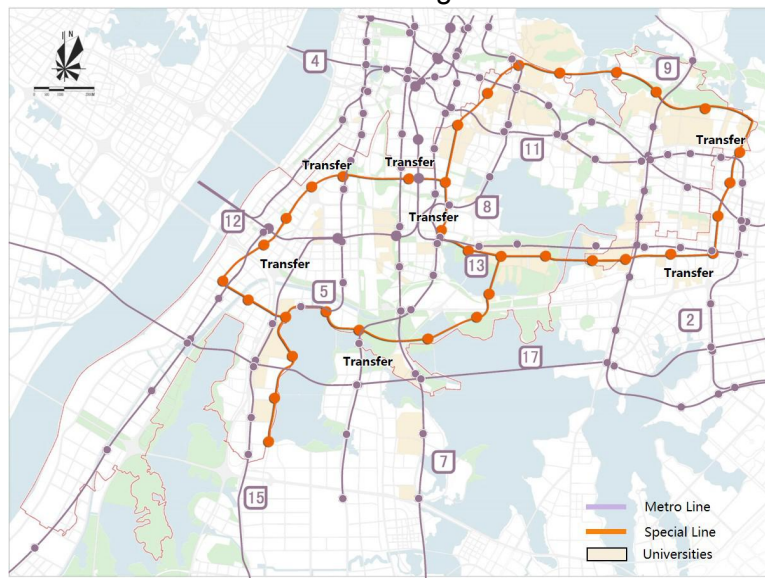 N
4
9
11
Transfer
Transfer
Transfer
8
12
Transfer
13
Transfer
5
Transfer
2
Transfer
17
7
15
Metro Line
Special Line
Universities